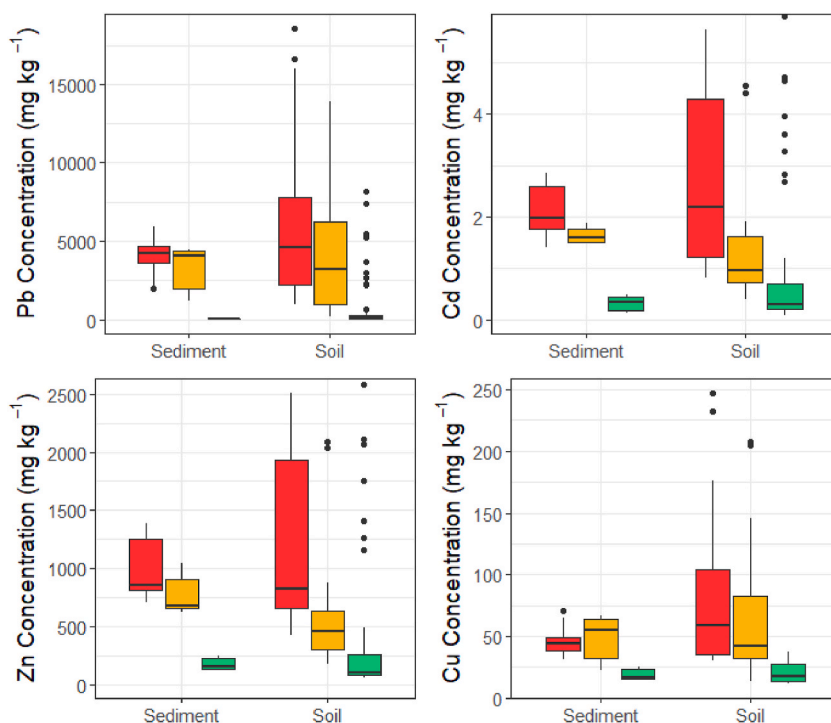 Pb Concentration (mg kg⁻¹)
15000
10000
5000
0
Sediment Soil
Cd Concentration (mg kg⁻¹)
4
2
0
Sediment Soil
Zn Concentration (mg kg⁻¹)
2500
2000
1500
1000
500
0
Sediment Soil
Cu Concentration (mg kg⁻¹)
250
200
150
100
50
0
Sediment Soil